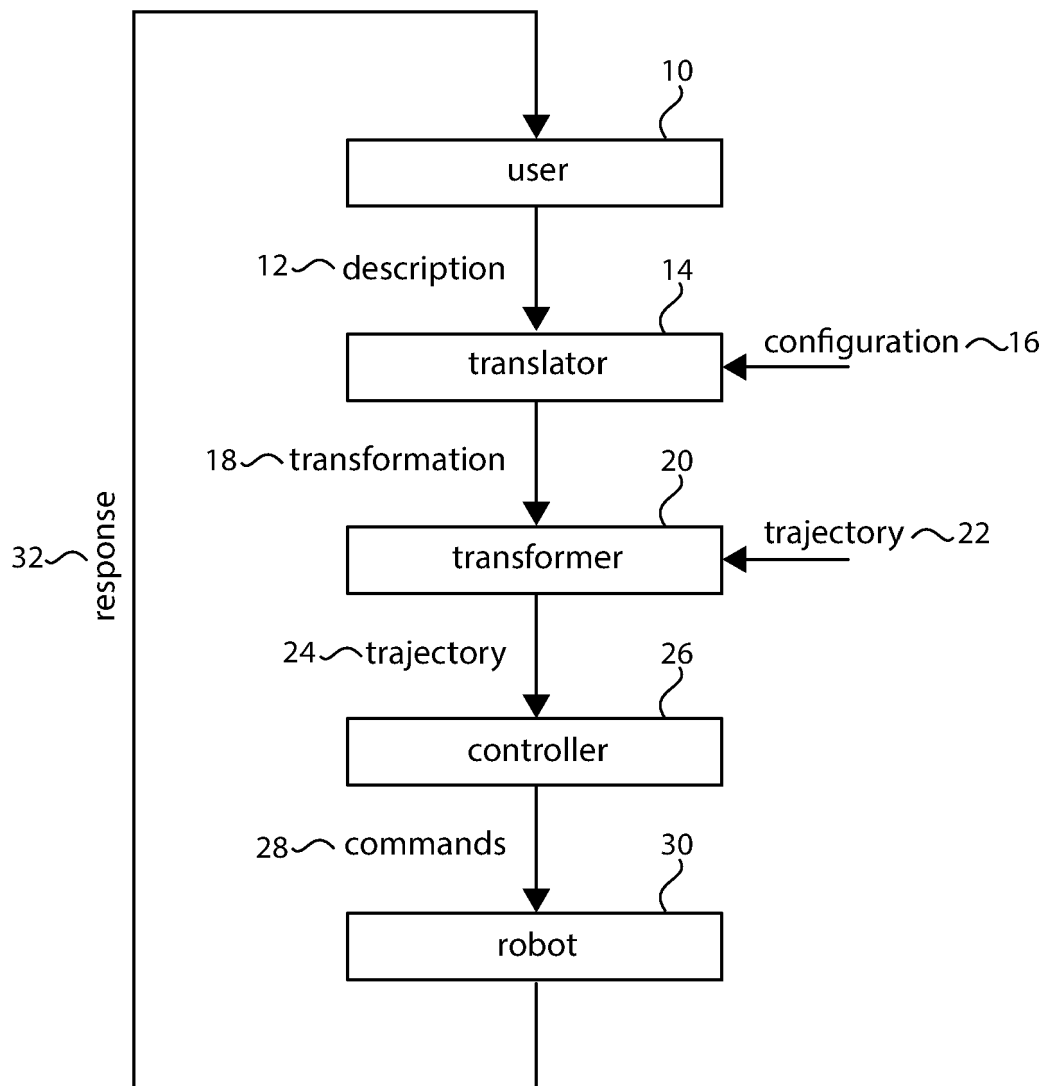 10
user
12 description
14
translator
configuration 16
18 transformation
20
transformer
trajectory 22
32 response
24 trajectory
26
controller
28 commands
30
robot